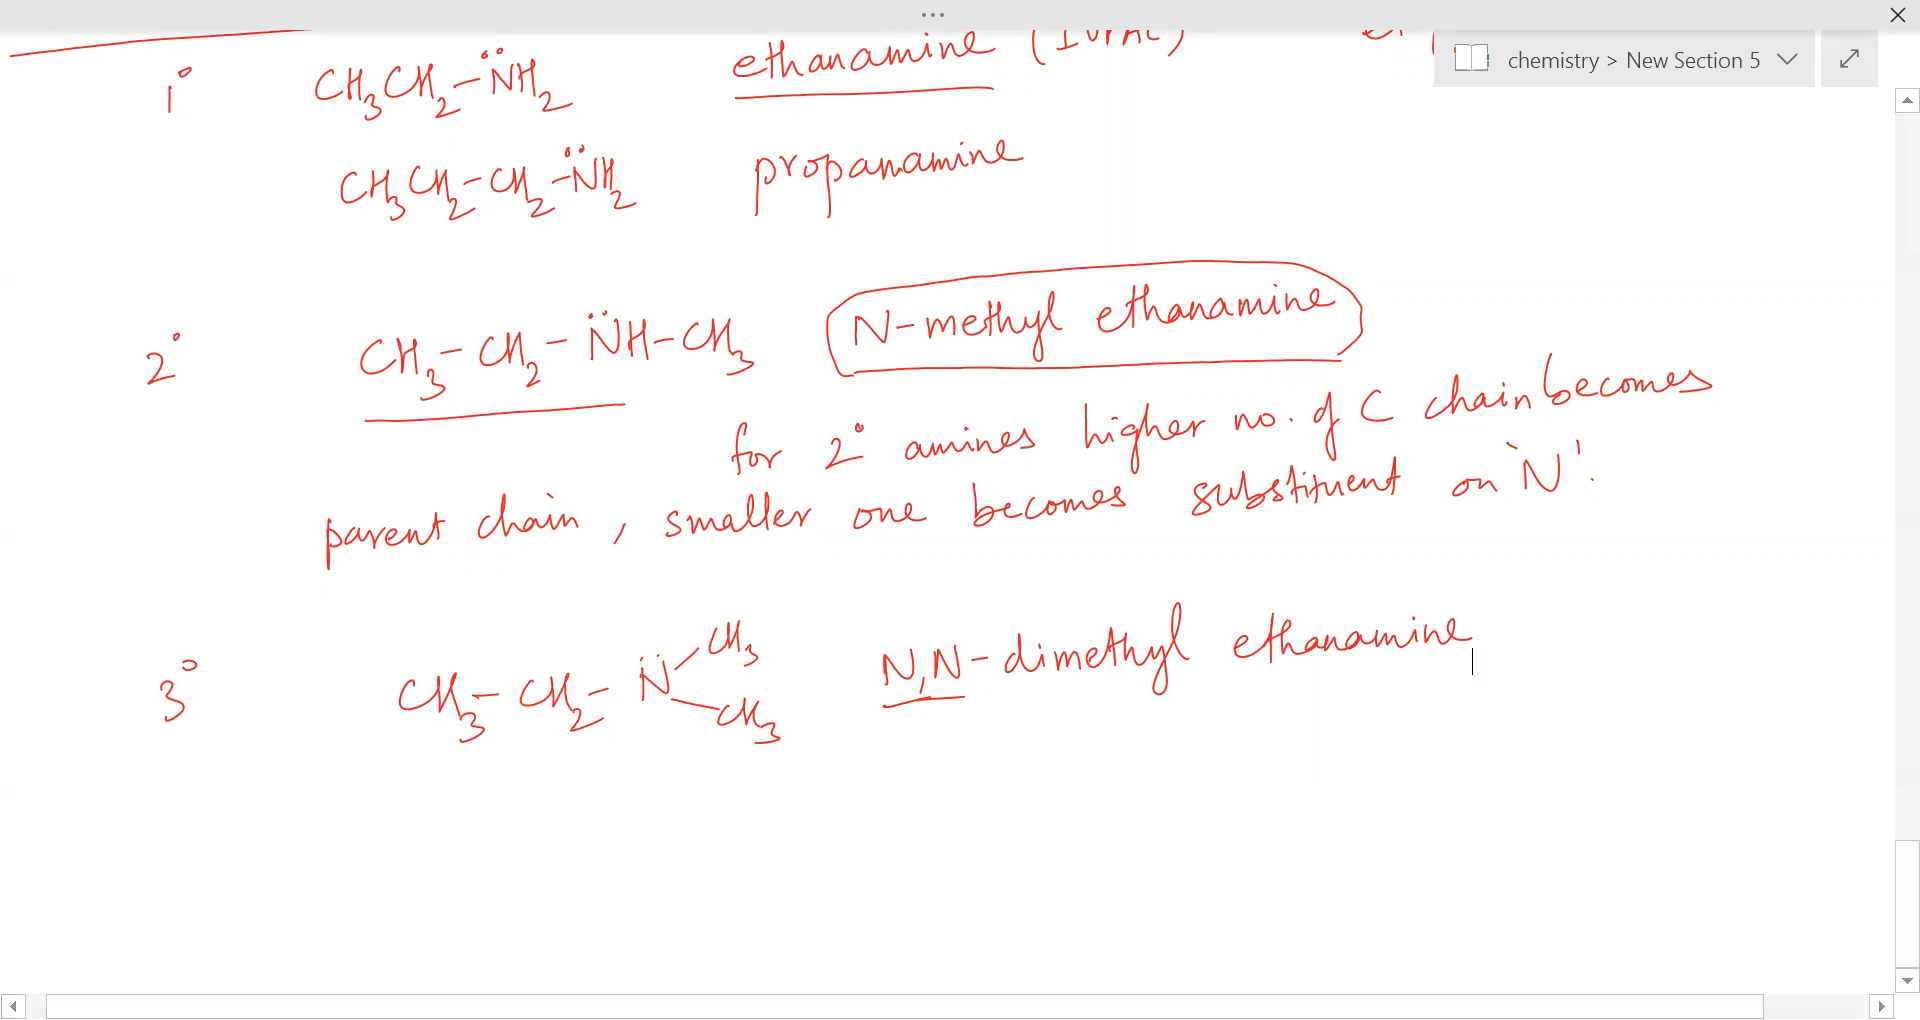 ethanamine (IUPAC)
chemistry > New Section 5
1° CH₃CH₂-N̈H₂
CH₃CH₂-CH₂-N̈H₂ propanamine
2° CH₃-CH₂-N̈H-CH₃ N-methyl ethanamine
for 2° amines higher no. of C chain becomes
parent chain, smaller one becomes substituent on 'N'.
3° CH₃-CH₂-N̈-CH₃ N,N-dimethyl ethanamine
CH₃